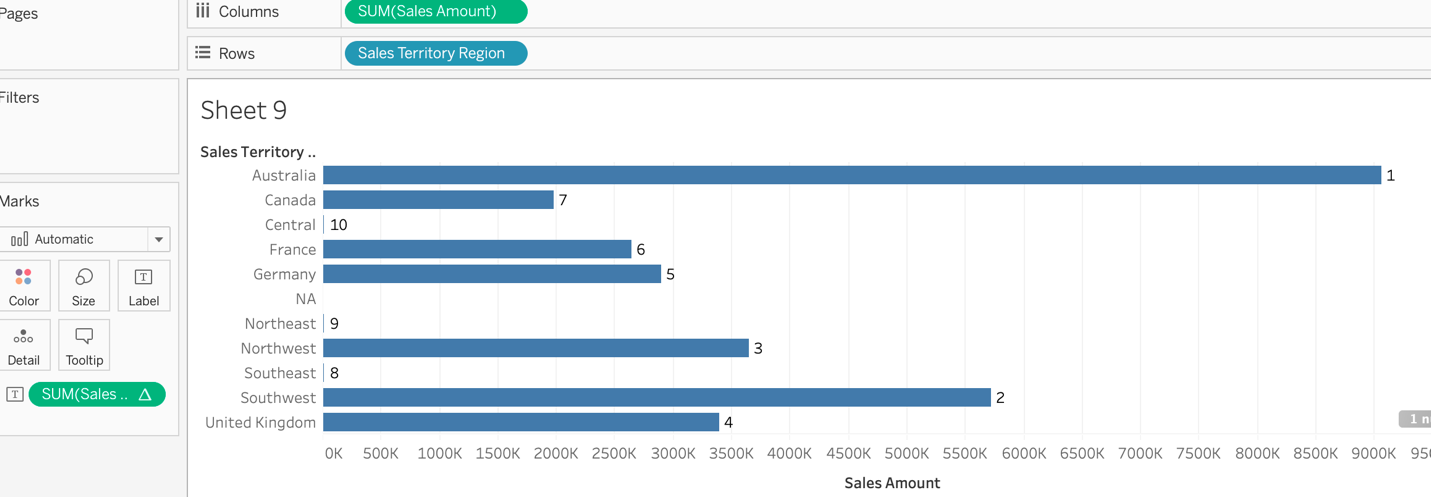 Pages
Columns SUM(Sales Amount)
Rows Sales Territory Region
Filters
Sheet 9
Sales Territory ..
Australia 1
Canada 7
Central 10
France 6
Germany 5
NA
Northeast 9
Northwest 3
Southeast 8
Southwest 2
United Kingdom 4
1 n
0K 500K 1000K 1500K 2000K 2500K 3000K 3500K 4000K 4500K 5000K 5500K 6000K 6500K 7000K 7500K 8000K 8500K 9000K 950
Sales Amount
Marks
Automatic
Color Size T Label
Detail Tooltip
T SUM(Sales .. Δ